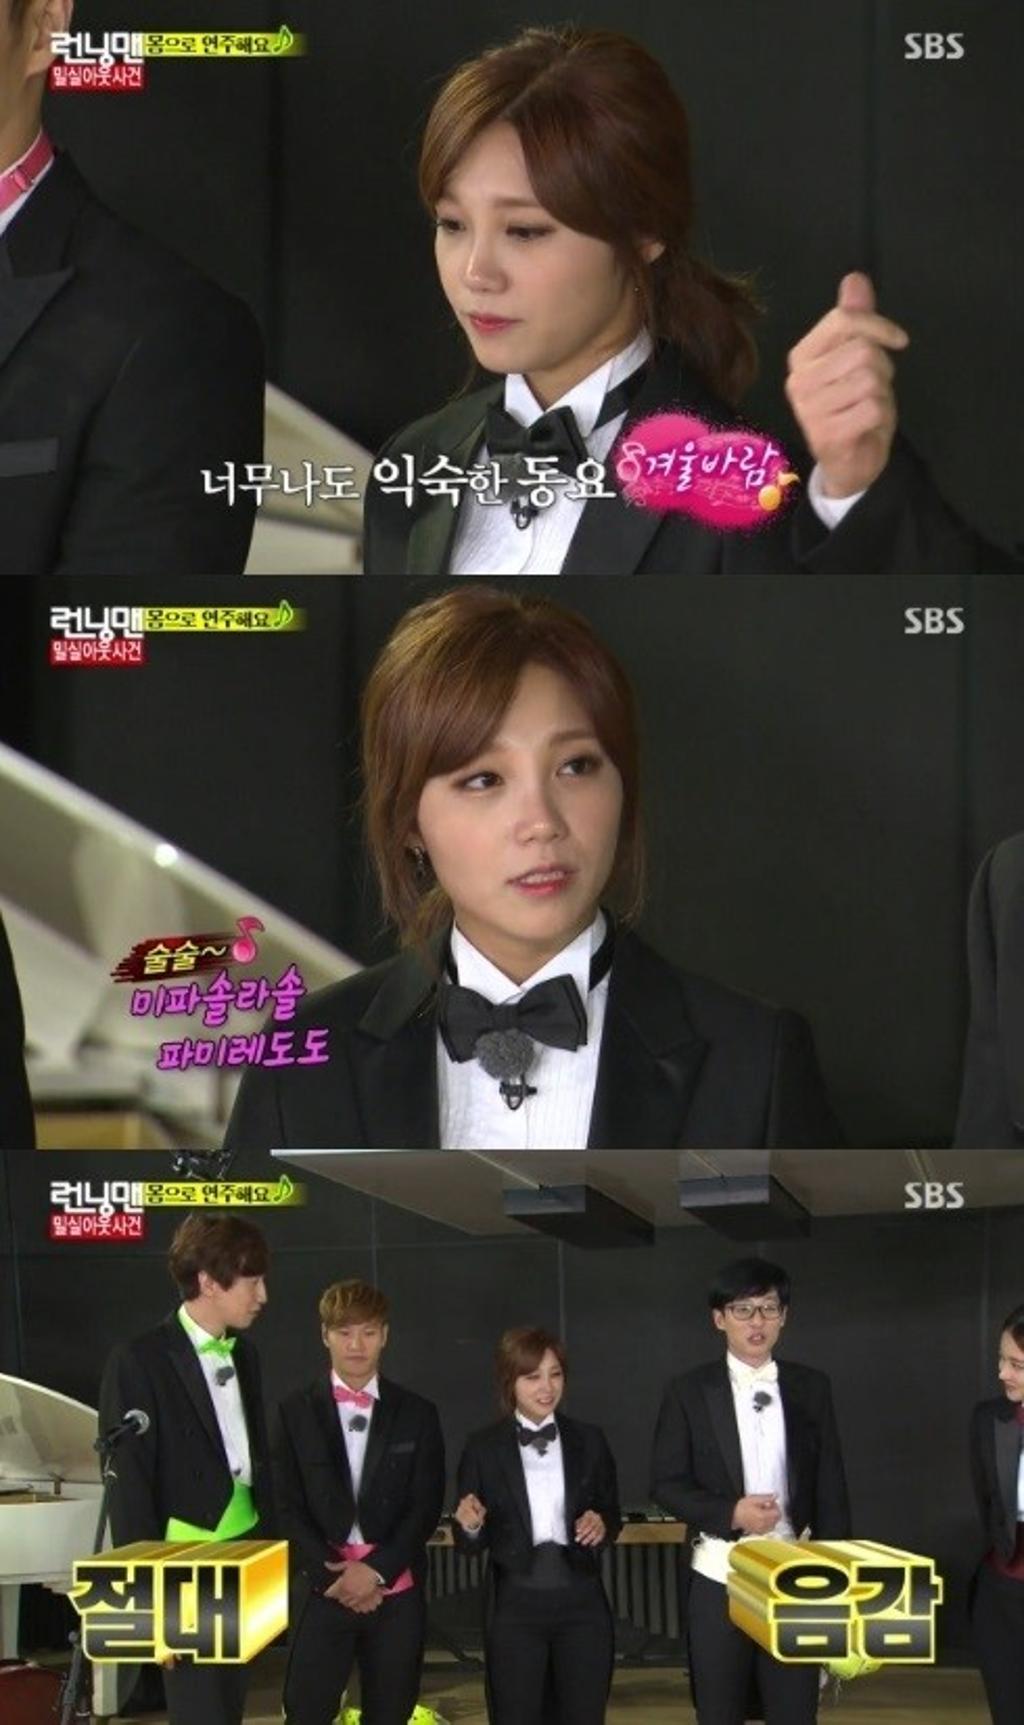 런닝맨 몸으로 연주해요♪
밀실아웃사건
SBS
너무나도 익숙한 동요 겨울바람
런닝맨 몸으로 연주해요♪
밀실아웃사건
SBS
술술~
미파솔라솔
파미레도도
런닝맨 몸으로 연주해요♪
밀실아웃사건
SBS
절대 음감